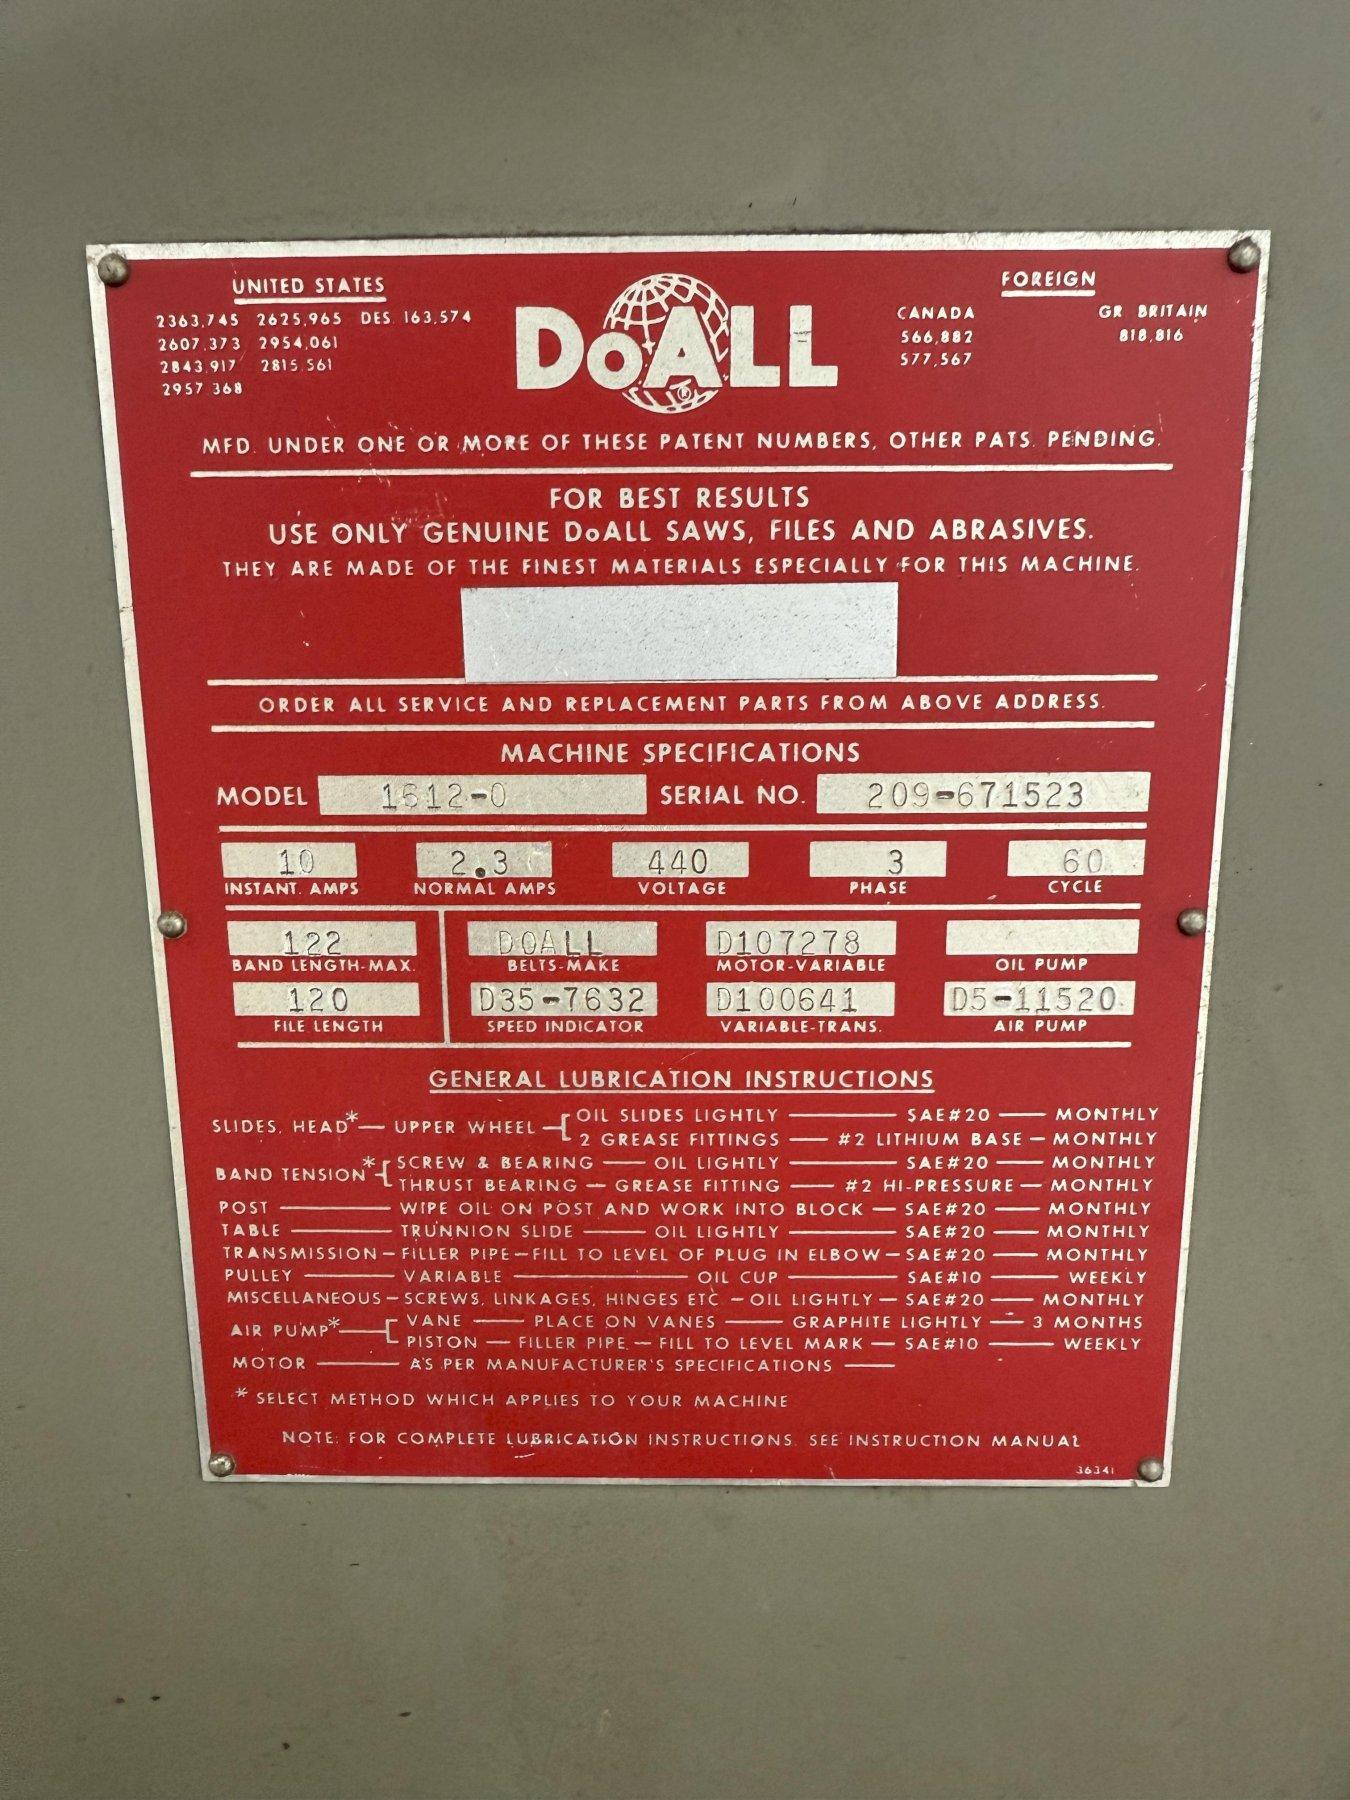 UNITED STATES
2363,745 2625,965 DES. 163,574
2607,373 2954,061
2843,917 2815,561
2957 368
DoALL
®
FOREIGN
CANADA
566,882
577,567
GR BRITAIN
818,816
MFD. UNDER ONE OR MORE OF THESE PATENT NUMBERS, OTHER PATS. PENDING.
FOR BEST RESULTS
USE ONLY GENUINE DoALL SAWS, FILES AND ABRASIVES.
THEY ARE MADE OF THE FINEST MATERIALS ESPECIALLY FOR THIS MACHINE.
ORDER ALL SERVICE AND REPLACEMENT PARTS FROM ABOVE ADDRESS.
MACHINE SPECIFICATIONS
MODEL 1612-0 SERIAL NO. 209-671523
10 2.3 440 3 60
INSTANT. AMPS NORMAL AMPS VOLTAGE PHASE CYCLE
122 DOALL D107278
BAND LENGTH-MAX. BELTS-MAKE MOTOR-VARIABLE OIL PUMP
120 D35-7632 D100641 D5-11520
FILE LENGTH SPEED INDICATOR VARIABLE-TRANS. AIR PUMP
GENERAL LUBRICATION INSTRUCTIONS
SLIDES, HEAD* — UPPER WHEEL — OIL SLIDES LIGHTLY — SAE#20 — MONTHLY
2 GREASE FITTINGS — #2 LITHIUM BASE — MONTHLY
BAND TENSION* SCREW & BEARING — OIL LIGHTLY — SAE#20 — MONTHLY
THRUST BEARING — GREASE FITTING — #2 HI-PRESSURE — MONTHLY
POST — WIPE OIL ON POST AND WORK INTO BLOCK — SAE#20 — MONTHLY
TABLE — TRUNNION SLIDE — OIL LIGHTLY — SAE#20 — MONTHLY
TRANSMISSION — FILLER PIPE — FILL TO LEVEL OF PLUG IN ELBOW — SAE#20 — MONTHLY
PULLEY — VARIABLE — OIL CUP — SAE#10 — WEEKLY
MISCELLANEOUS — SCREWS, LINKAGES, HINGES ETC — OIL LIGHTLY — SAE#20 — MONTHLY
AIR PUMP* — VANE — PLACE ON VANES — GRAPHITE LIGHTLY — 3 MONTHS
PISTON — FILLER PIPE — FILL TO LEVEL MARK — SAE#10 — WEEKLY
MOTOR — AS PER MANUFACTURER'S SPECIFICATIONS —
* SELECT METHOD WHICH APPLIES TO YOUR MACHINE
NOTE: FOR COMPLETE LUBRICATION INSTRUCTIONS SEE INSTRUCTION MANUAL
36341